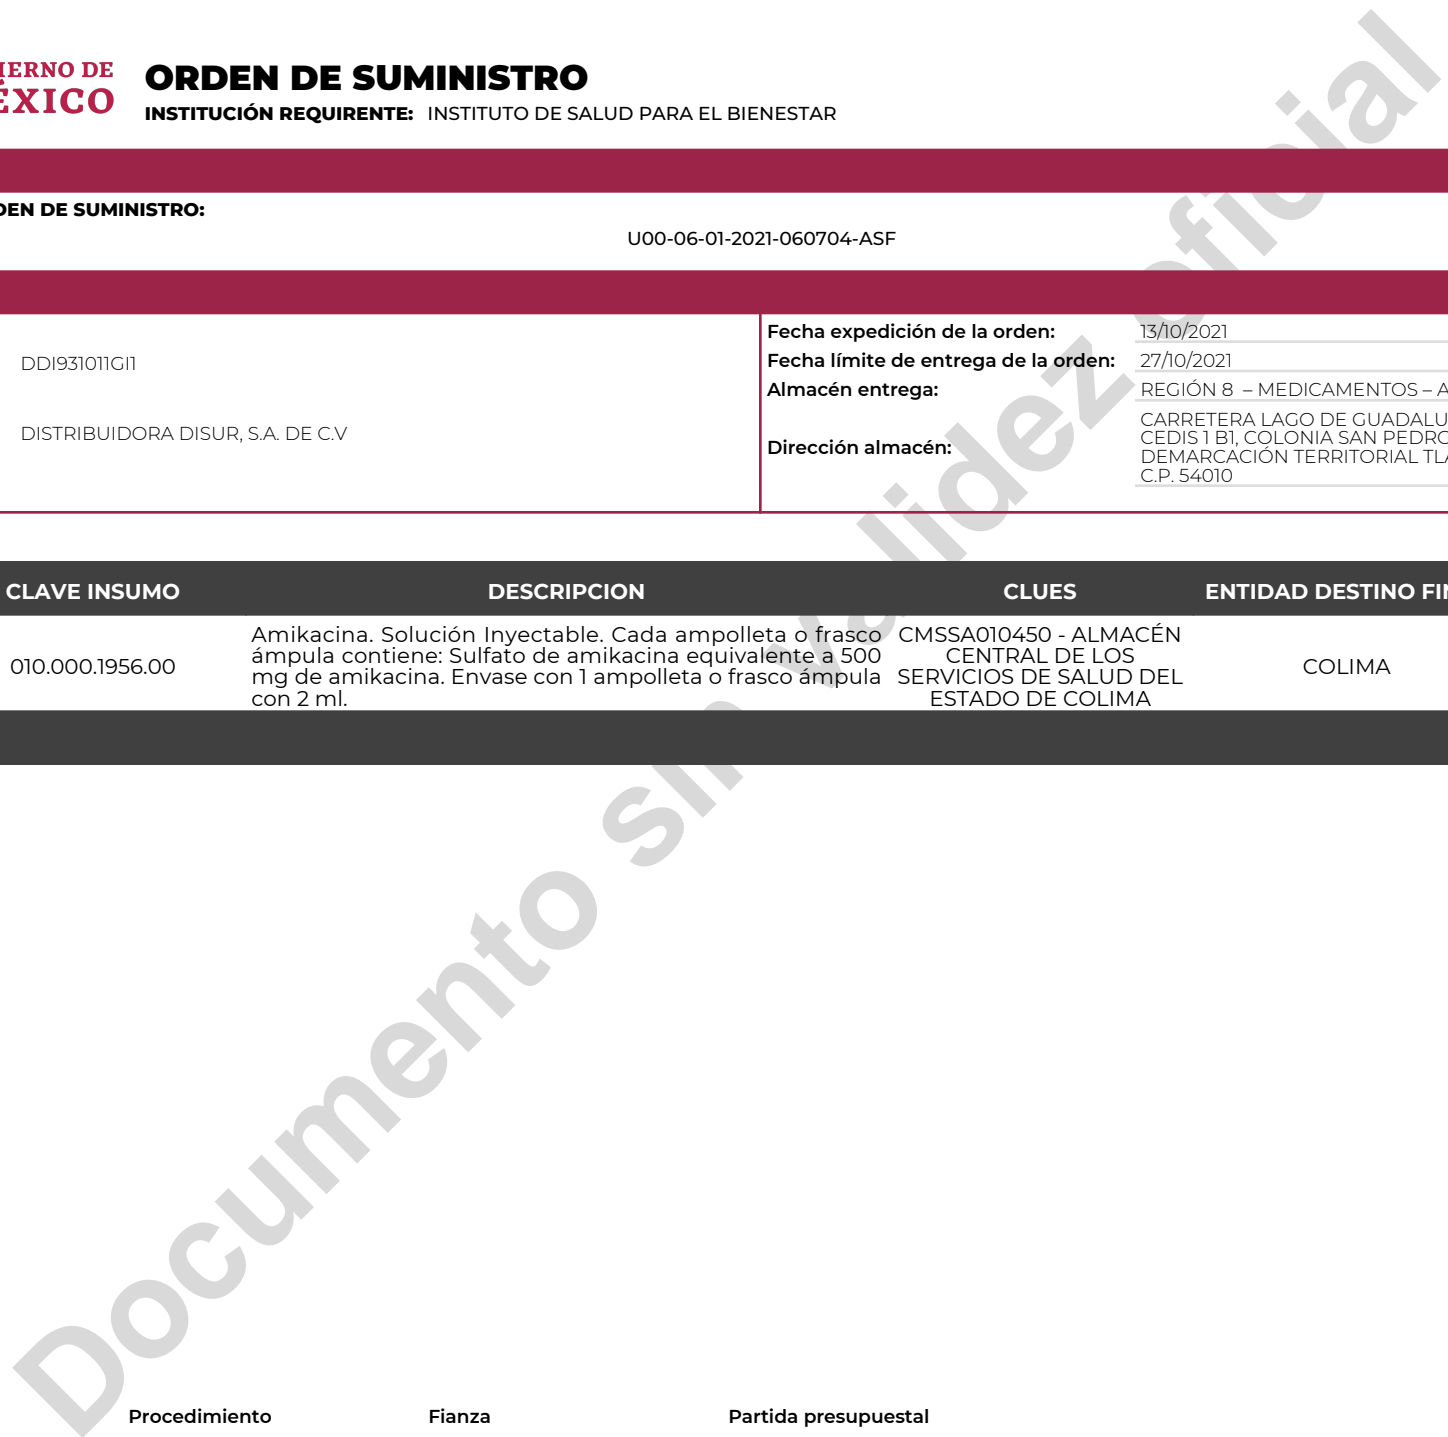 IERNO DE
ÉXICO
ORDEN DE SUMINISTRO
INSTITUCIÓN REQUIRENTE: INSTITUTO DE SALUD PARA EL BIENESTAR
DEN DE SUMINISTRO:
U00-06-01-2021-060704-ASF
DDI931011GI1
DISTRIBUIDORA DISUR, S.A. DE C.V
Fecha expedición de la orden: 13/10/2021
Fecha límite de entrega de la orden: 27/10/2021
Almacén entrega: REGIÓN 8 – MEDICAMENTOS – A
Dirección almacén:
CARRETERA LAGO DE GUADALU
CEDIS 1 B1, COLONIA SAN PEDRO
DEMARCACIÓN TERRITORIAL TLA
C.P. 54010
CLAVE INSUMO DESCRIPCION CLUES ENTIDAD DESTINO FIN
010.000.1956.00
Amikacina. Solución Inyectable. Cada ampolleta o frasco
ámpula contiene: Sulfato de amikacina equivalente a 500
mg de amikacina. Envase con 1 ampolleta o frasco ámpula
con 2 ml.
CMSSA010450 - ALMACÉN
CENTRAL DE LOS
SERVICIOS DE SALUD DEL
ESTADO DE COLIMA
COLIMA
Documento sin validez oficial
Procedimiento Fianza Partida presupuestal